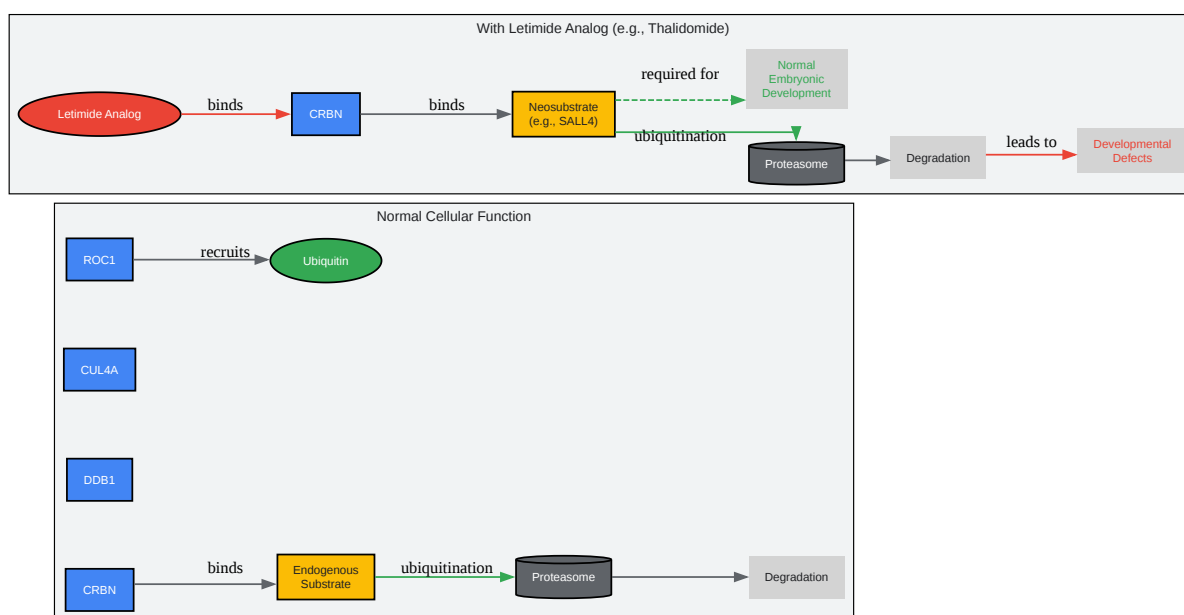 With Letimide Analog (e.g., Thalidomide)
required for
Normal
Embryonic
Development
Letimide Analog
binds
CRBN
binds
Neosubstrate
(e.g., SALL4)
ubiquitination
Proteasome
Degradation
leads to
Developmental
Defects
Normal Cellular Function
ROC1
recruits
Ubiquitin
CUL4A
DDB1
CRBN
binds
Endogenous
Substrate
ubiquitination
Proteasome
Degradation